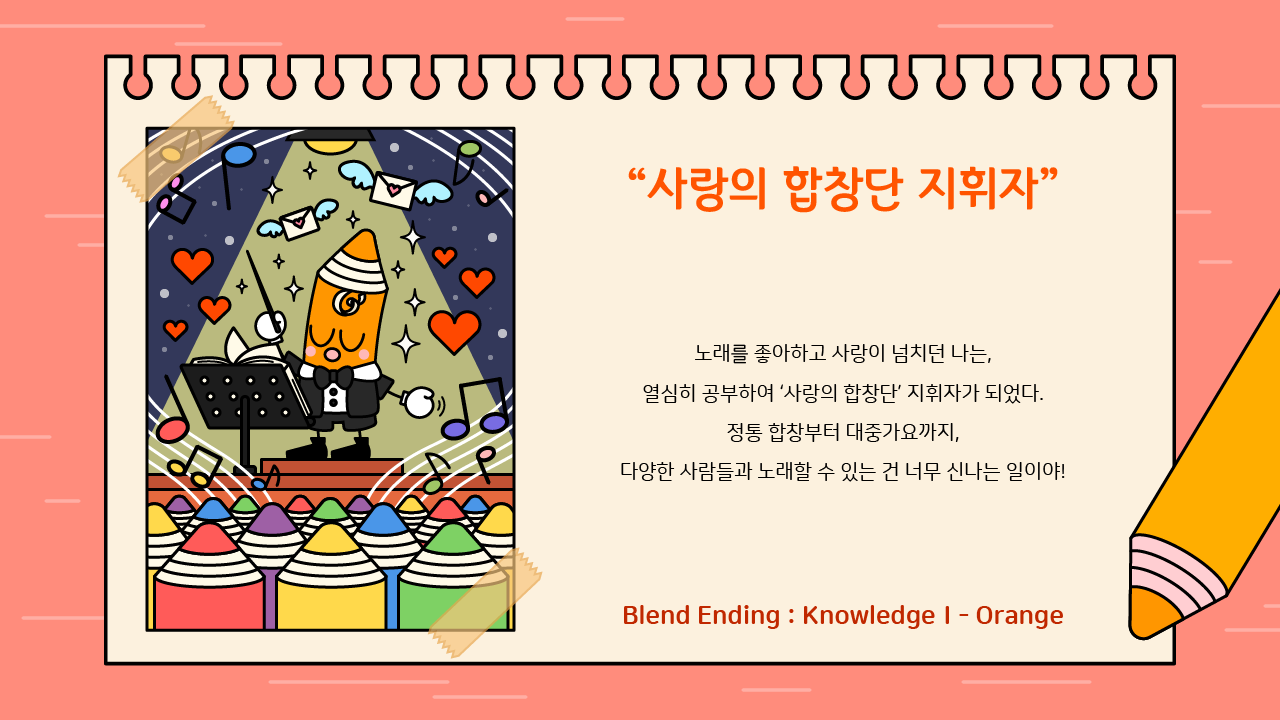 “사랑의 합창단 지휘자”
노래를 좋아하고 사랑이 넘치던 나는,
열심히 공부하여 ‘사랑의 합창단’ 지휘자가 되었다.
정통 합창부터 대중가요까지,
다양한 사람들과 노래할 수 있는 건 너무 신나는 일이야!
Blend Ending : Knowledge I - Orange